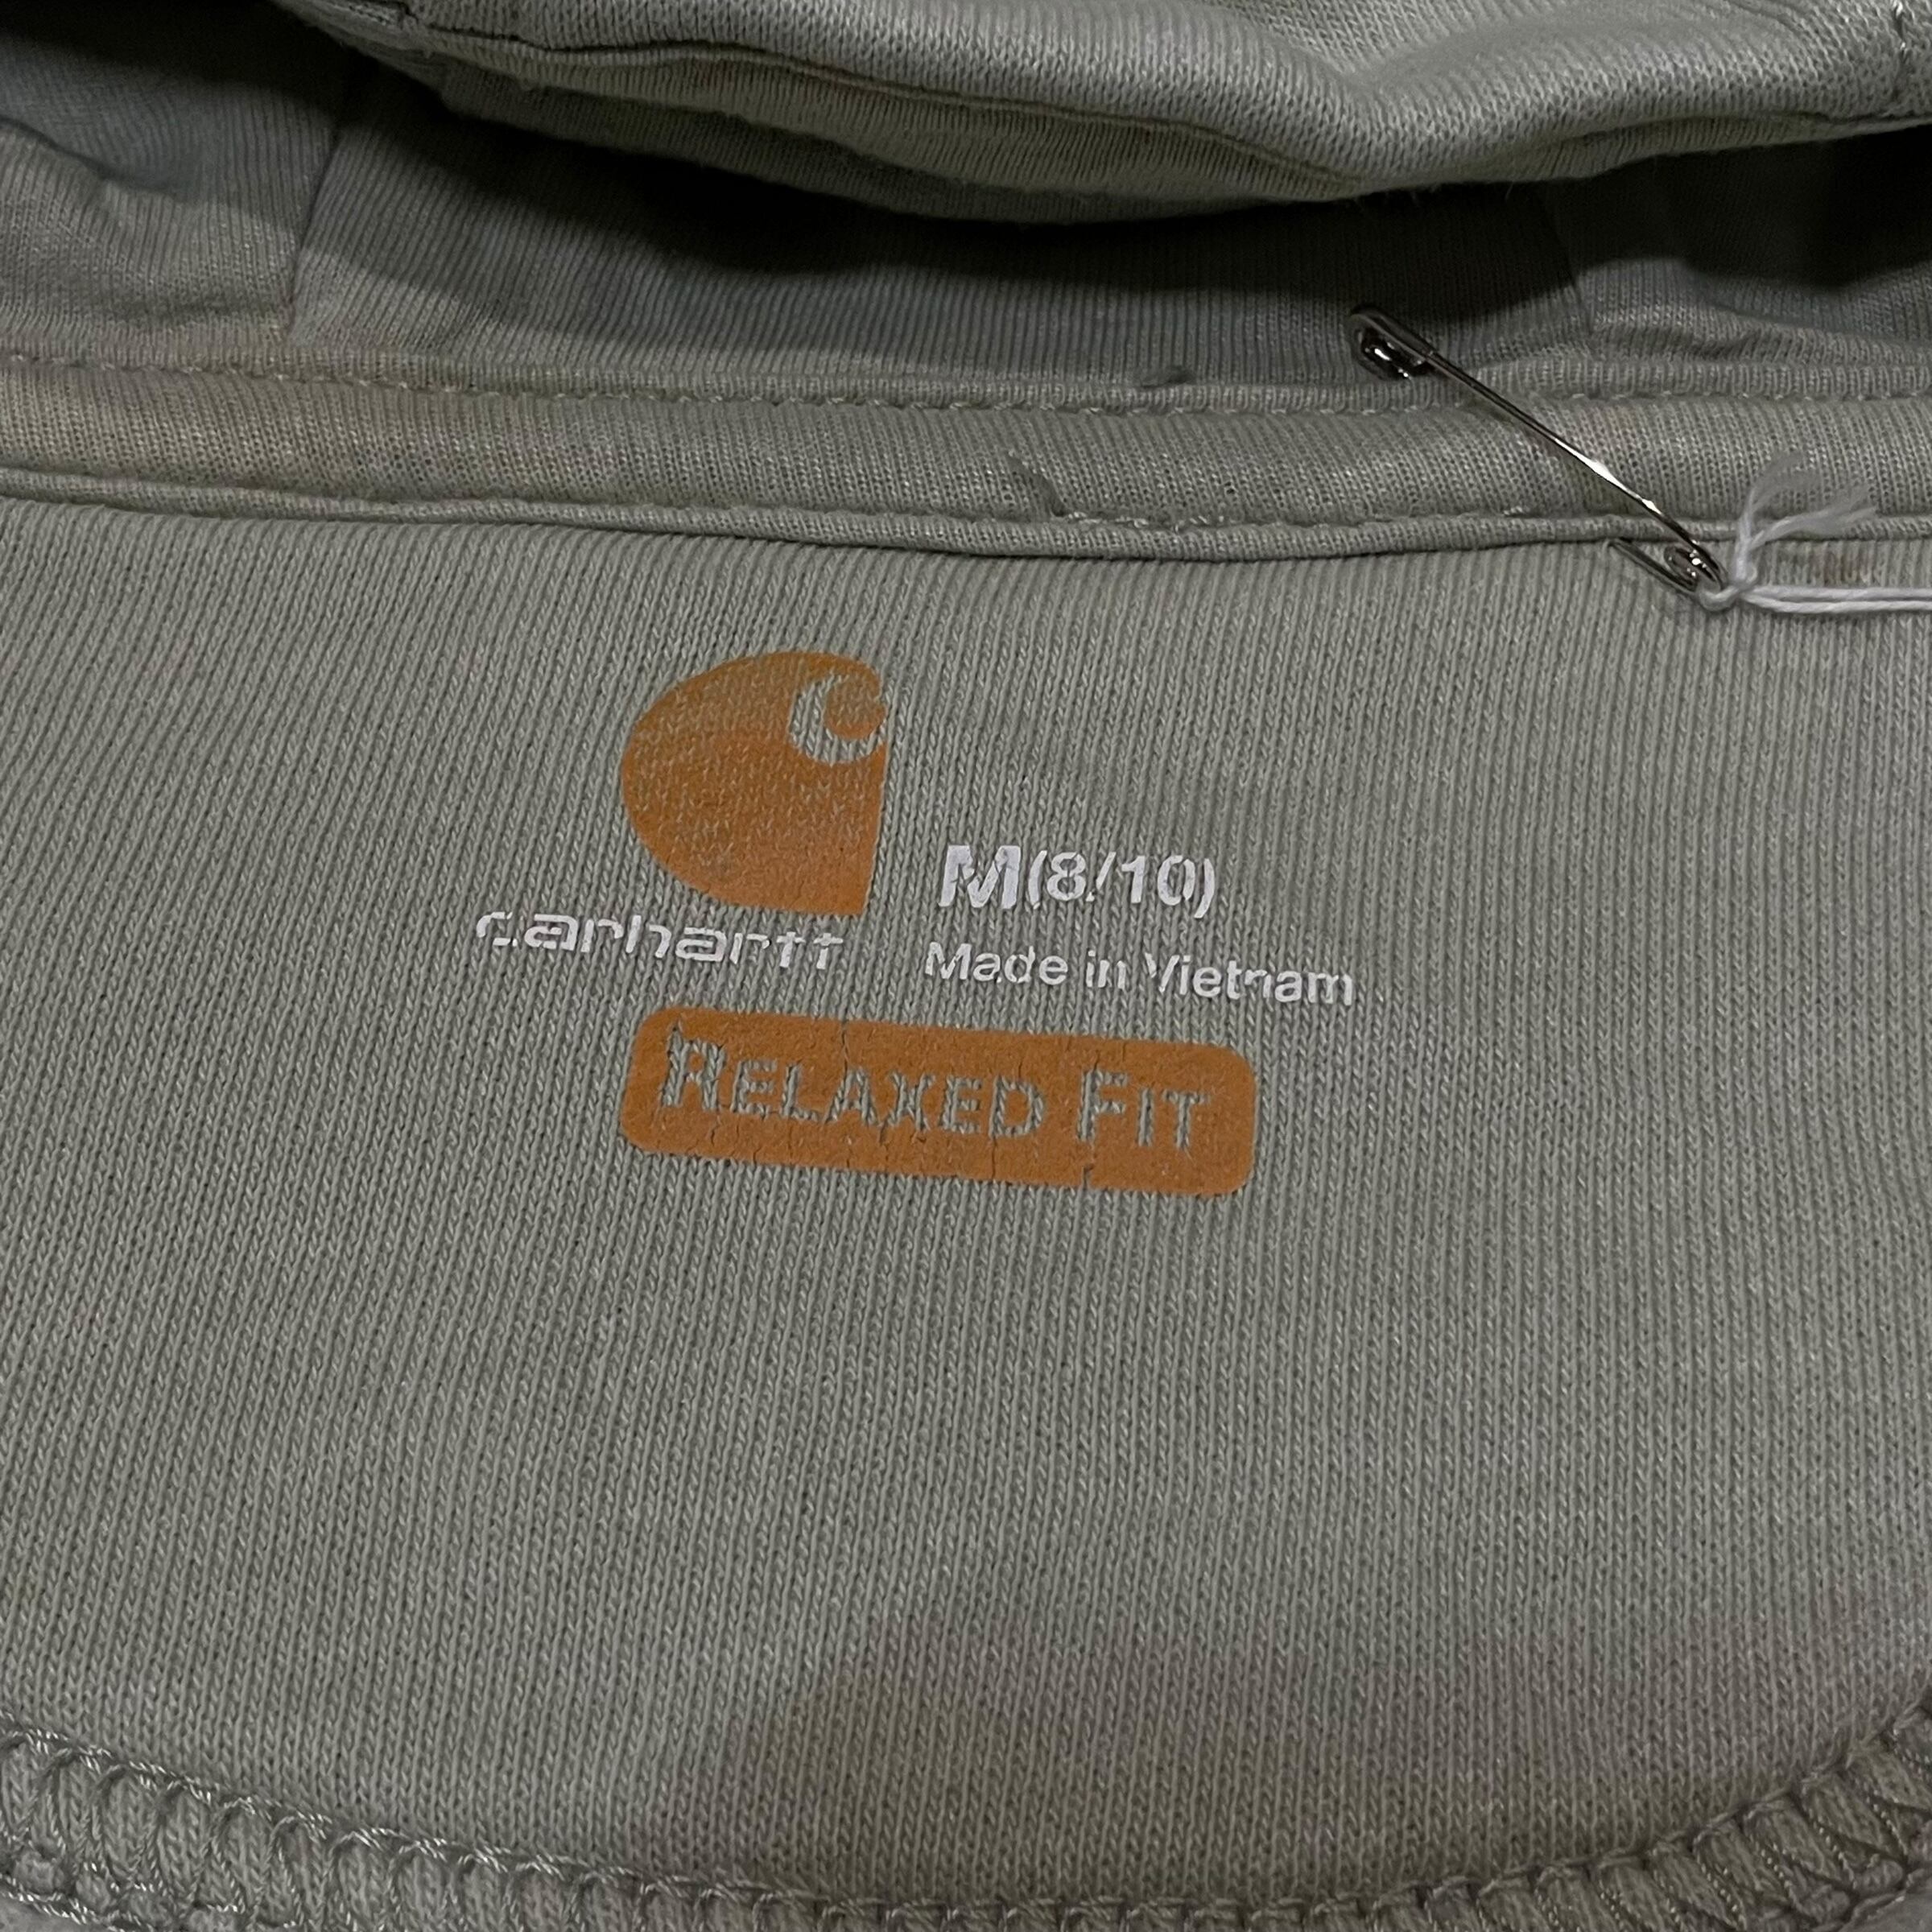 M(8/10)
carhartt
Made in Vietnam
RELAXED FIT